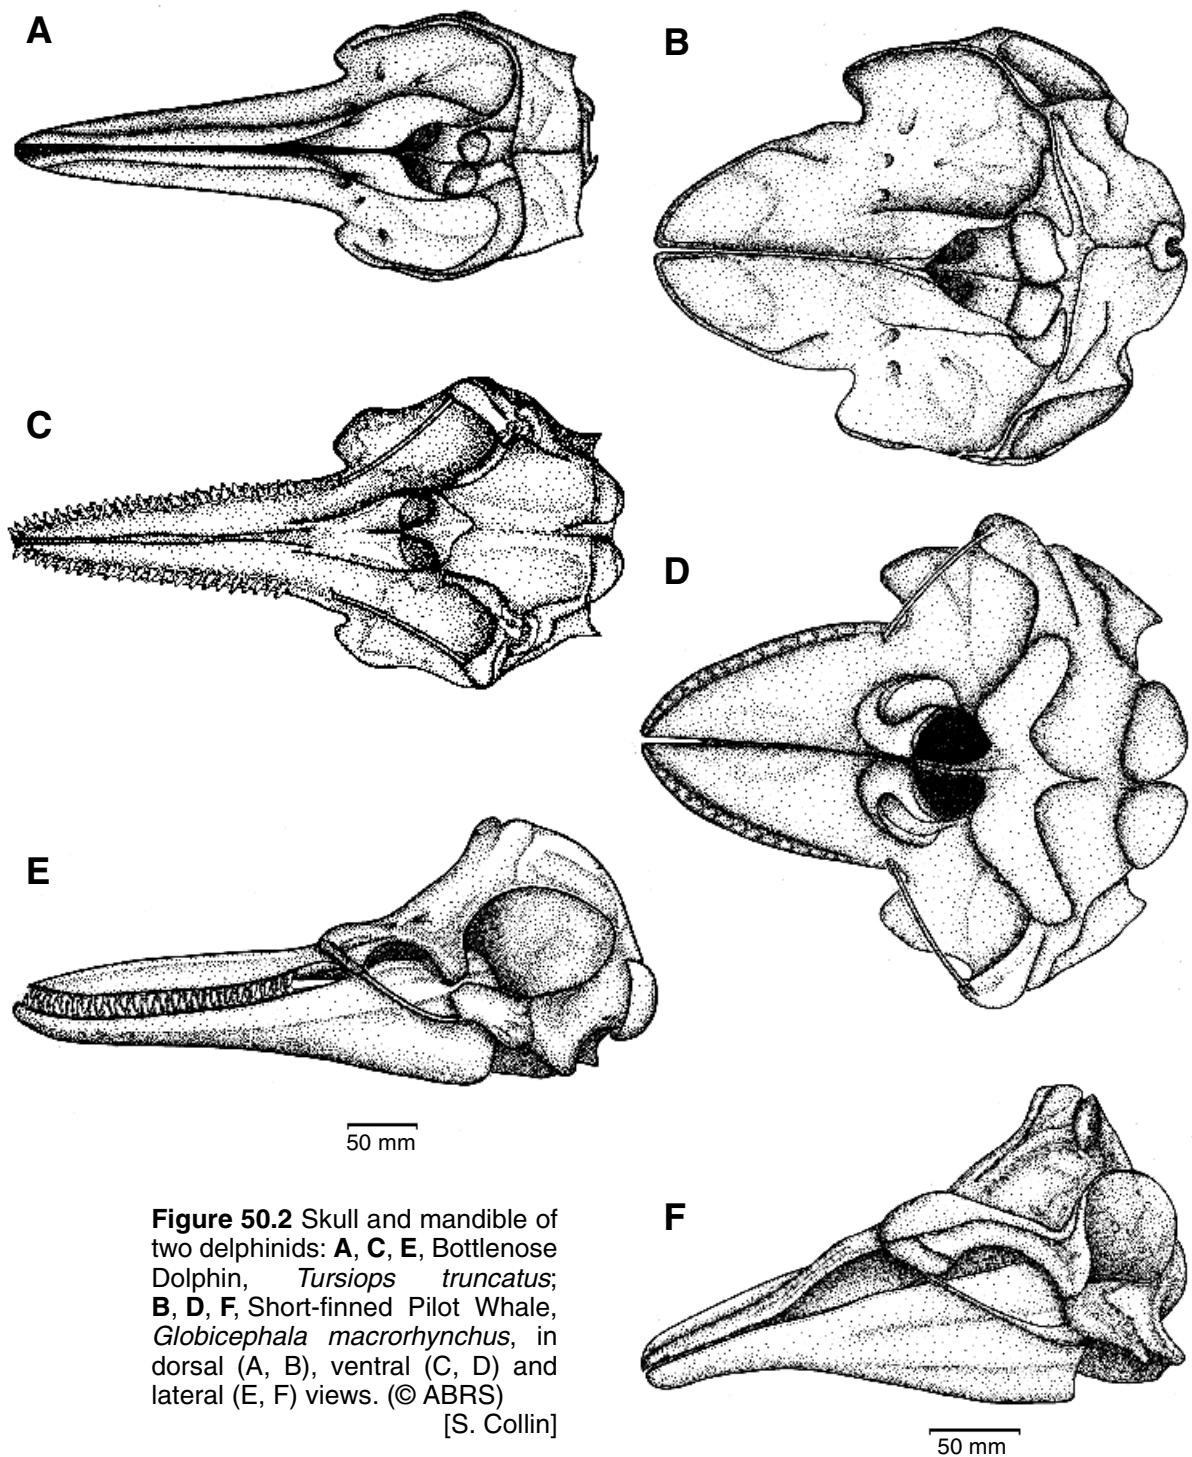 A
B
C
D
E
50 mm
F
Figure 50.2 Skull and mandible of
two delphinids: A, C, E, Bottlenose
Dolphin, Tursiops truncatus;
B, D, F, Short-finned Pilot Whale,
Globicephala macrorhynchus, in
dorsal (A, B), ventral (C, D) and
lateral (E, F) views. (© ABRS)
[S. Collin]
50 mm